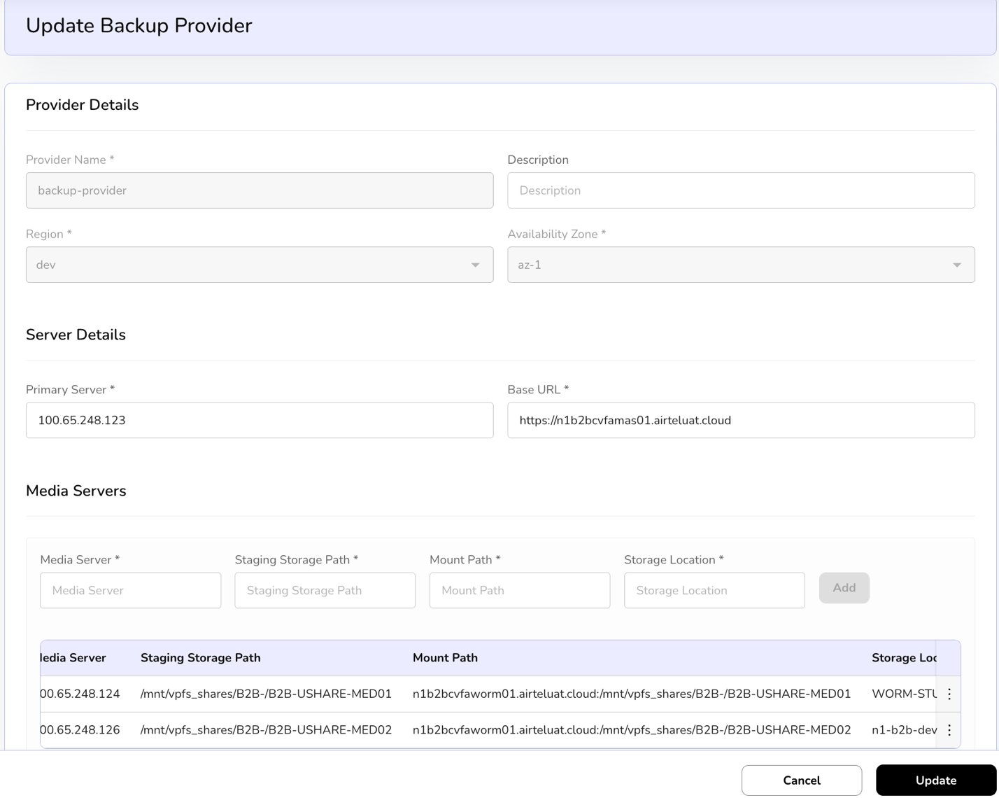 Update Backup Provider
Provider Details
Provider Name * Description
backup-provider Description
Region * Availability Zone *
dev az-1
Server Details
Primary Server * Base URL *
100.65.248.123 https://n1b2bcvfamas01.airteluat.cloud
Media Servers
Media Server * Staging Storage Path * Mount Path * Storage Location *
Media Server Staging Storage Path Mount Path Storage Location Add
edia Server Staging Storage Path Mount Path Storage Loc
00.65.248.124 /mnt/vpfs_shares/B2B-/B2B-USHARE-MED01 n1b2bcvfaworm01.airteluat.cloud:/mnt/vpfs_shares/B2B-/B2B-USHARE-MED01 WORM-STU
00.65.248.126 /mnt/vpfs_shares/B2B-/B2B-USHARE-MED02 n1b2bcvfaworm01.airteluat.cloud:/mnt/vpfs_shares/B2B-/B2B-USHARE-MED02 n1-b2b-dev
Cancel Update